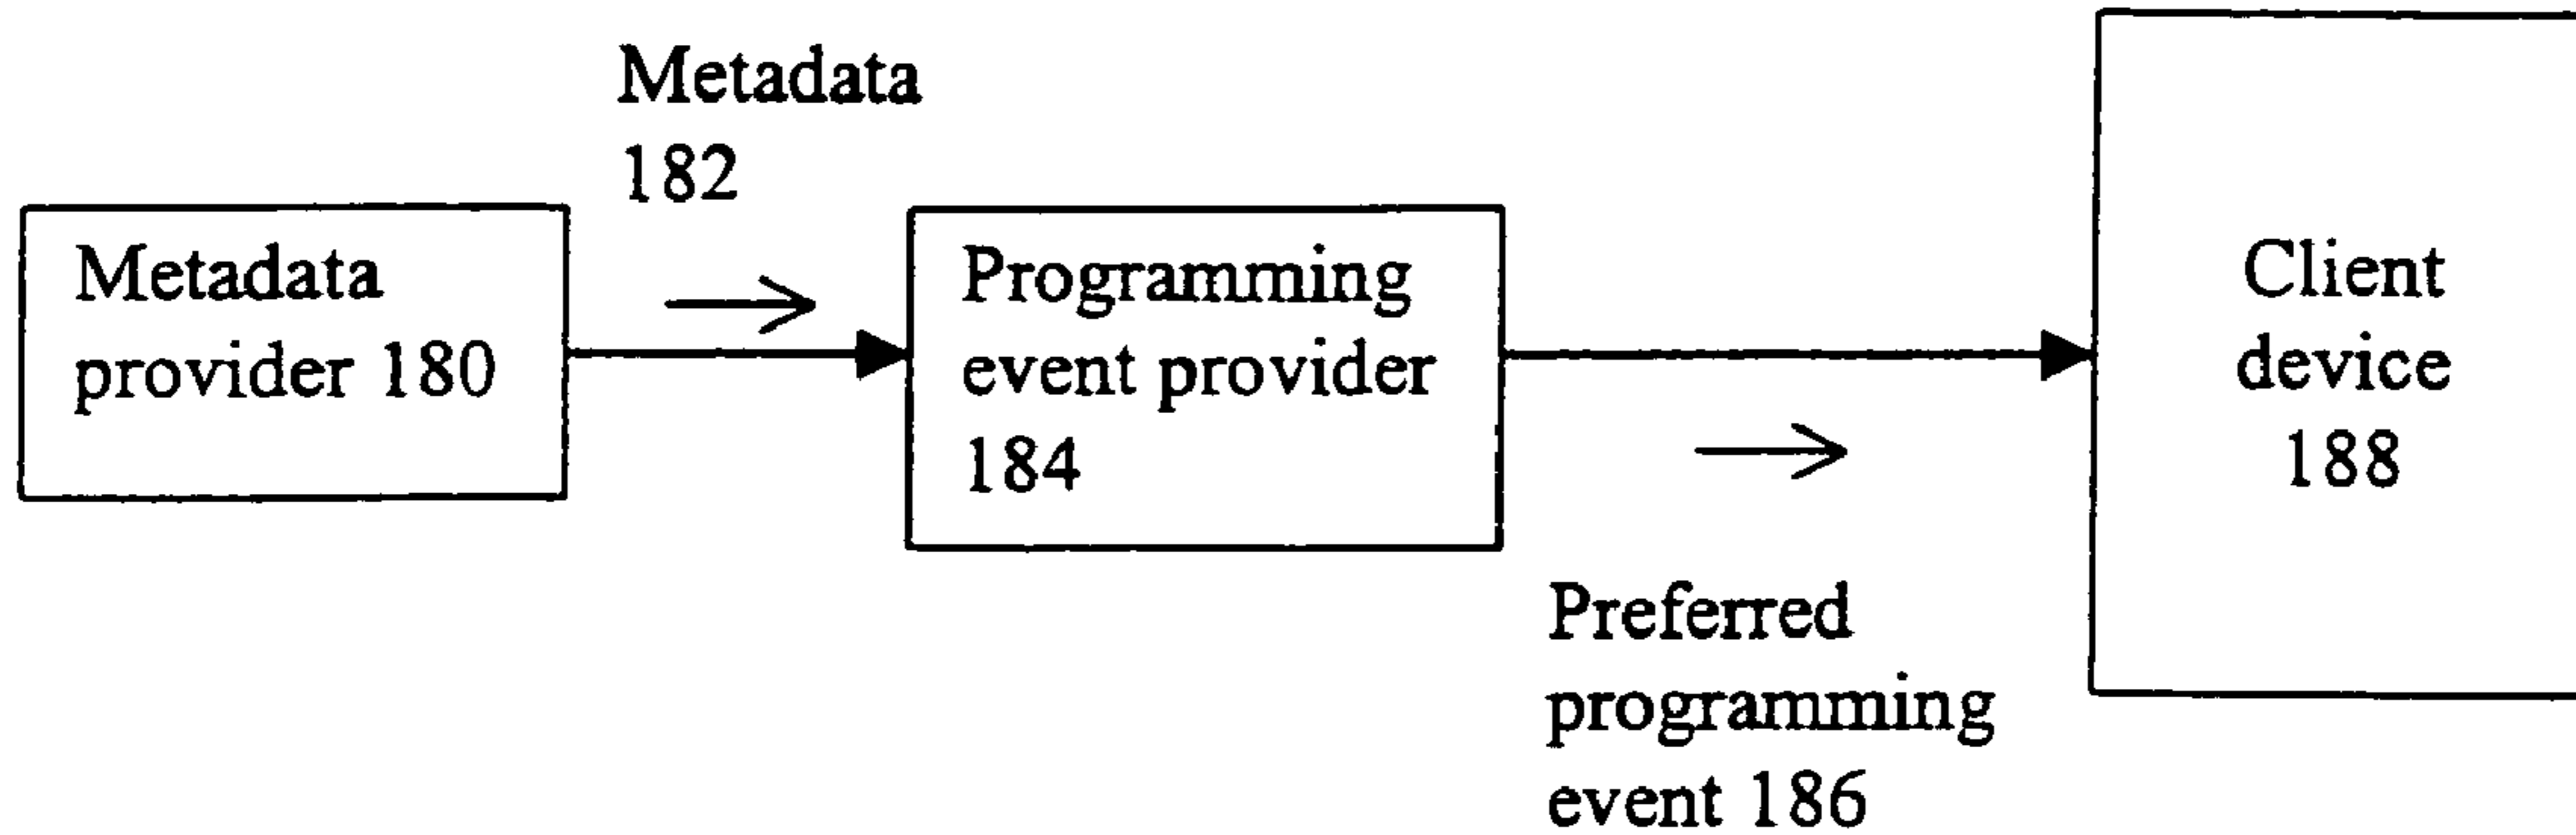 Metadata
182
Metadata
provider 180
Programming
event provider
184
Client
device
188
Preferred
programming
event 186